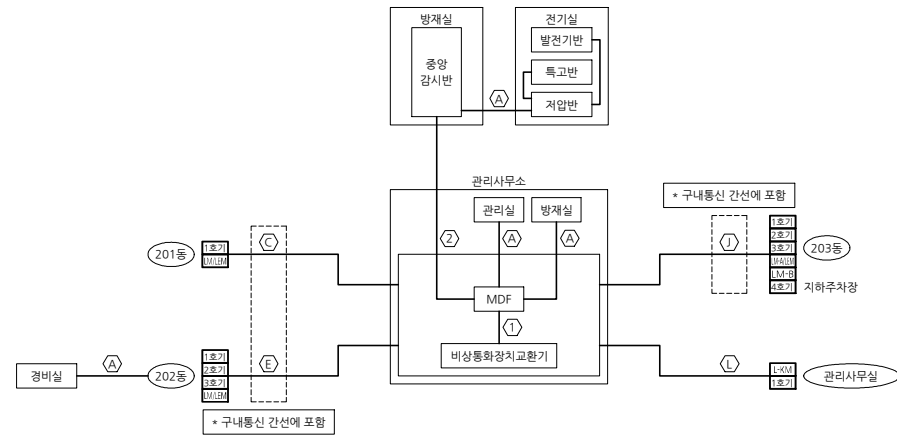 방재실
전기실
중앙
감시반
발전기반
특고반
저압반
A
관리사무소
관리실
방재실
2
A
A
MDF
1
비상통화장치교환기
* 구내통신 간선에 포함
J
1호기
2호기
3호기
LM-A/LEM
LM-B
4호기
203동
지하주차장
201동
1호기
LM/LEM
C
경비실
A
202동
1호기
2호기
3호기
LM/LEM
E
* 구내통신 간선에 포함
L
L-KM
1호기
관리사무실